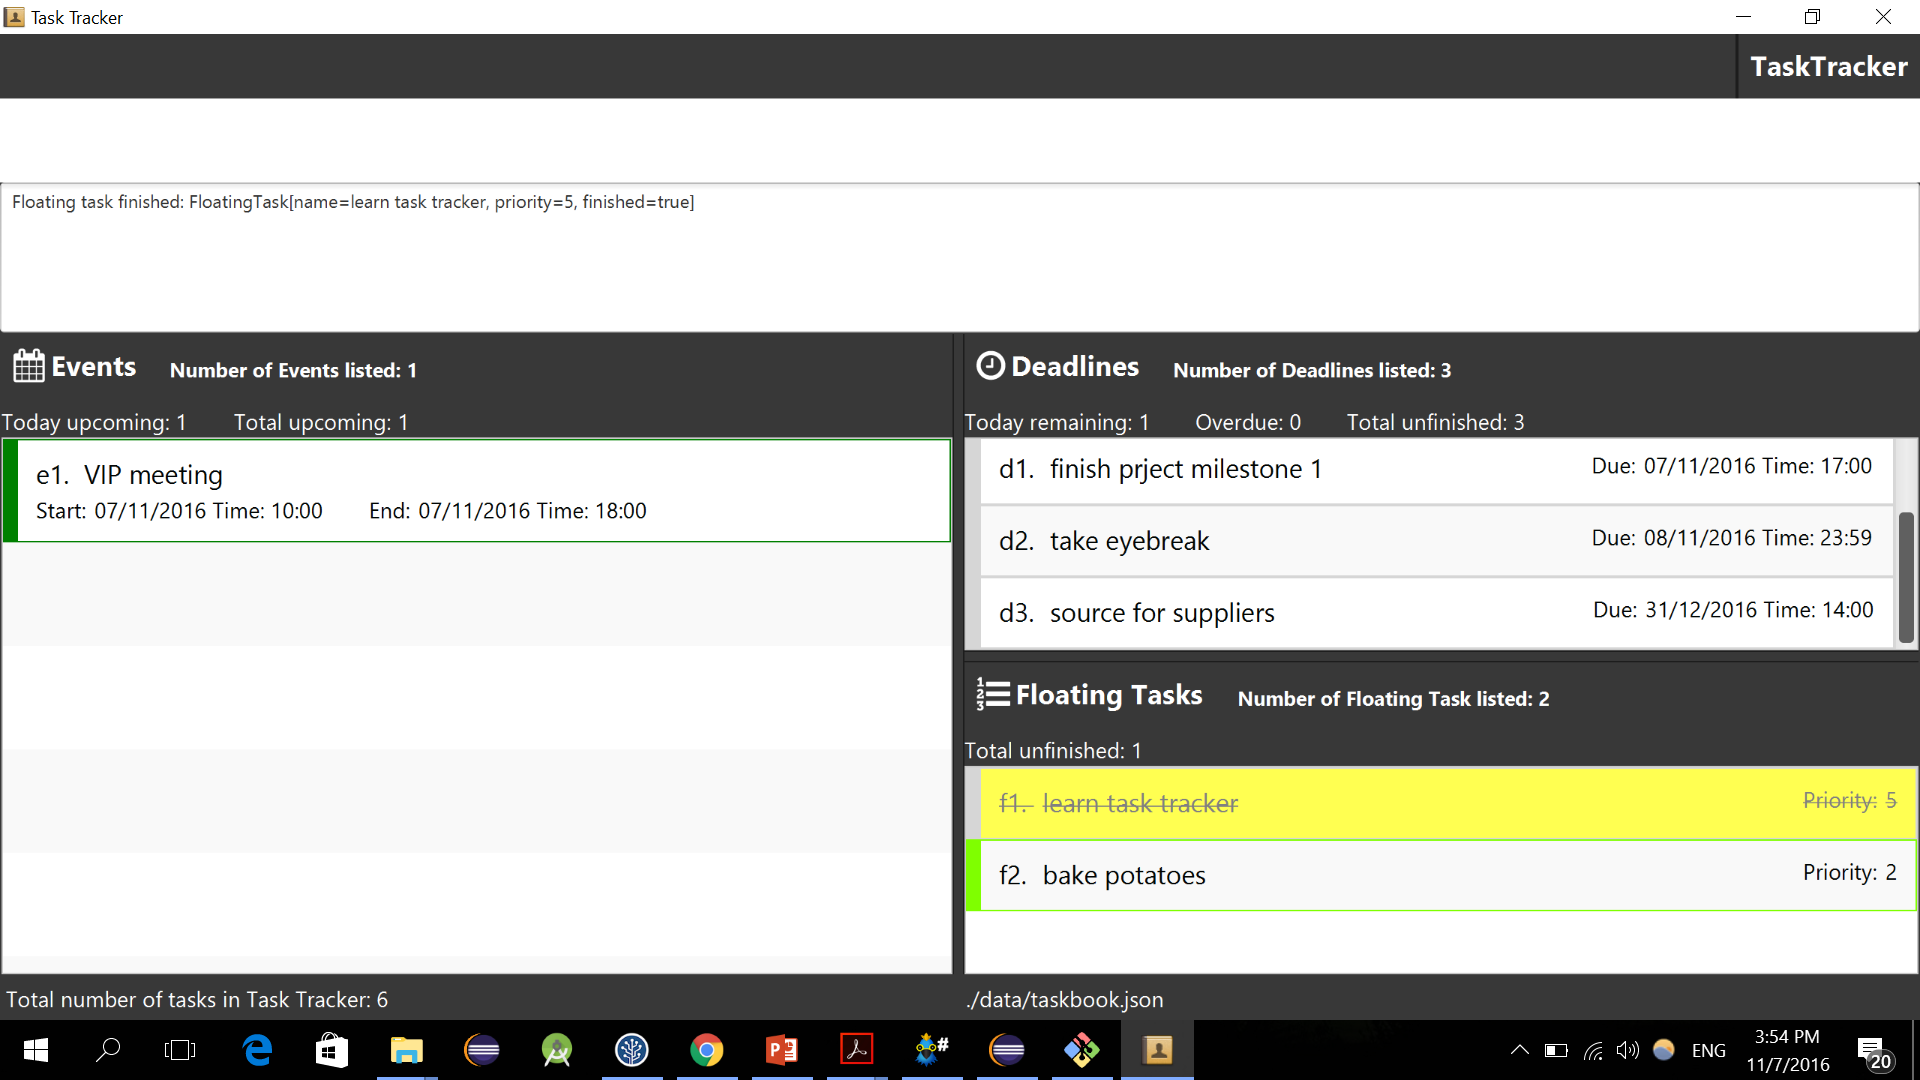 Task Tracker
TaskTracker
Floating task finished: FloatingTask[name=learn task tracker, priority=5, finished=true]
Events Number of Events listed: 1
Today upcoming: 1 Total upcoming: 1
e1. VIP meeting
Start: 07/11/2016 Time: 10:00 End: 07/11/2016 Time: 18:00
Deadlines Number of Deadlines listed: 3
Today remaining: 1 Overdue: 0 Total unfinished: 3
d1. finish prject milestone 1 Due: 07/11/2016 Time: 17:00
d2. take eyebreak Due: 08/11/2016 Time: 23:59
d3. source for suppliers Due: 31/12/2016 Time: 14:00
Floating Tasks Number of Floating Task listed: 2
Total unfinished: 1
f1. learn task tracker Priority: 5
f2. bake potatoes Priority: 2
Total number of tasks in Task Tracker: 6 ./data/taskbook.json
ENG 3:54 PM
11/7/2016 20